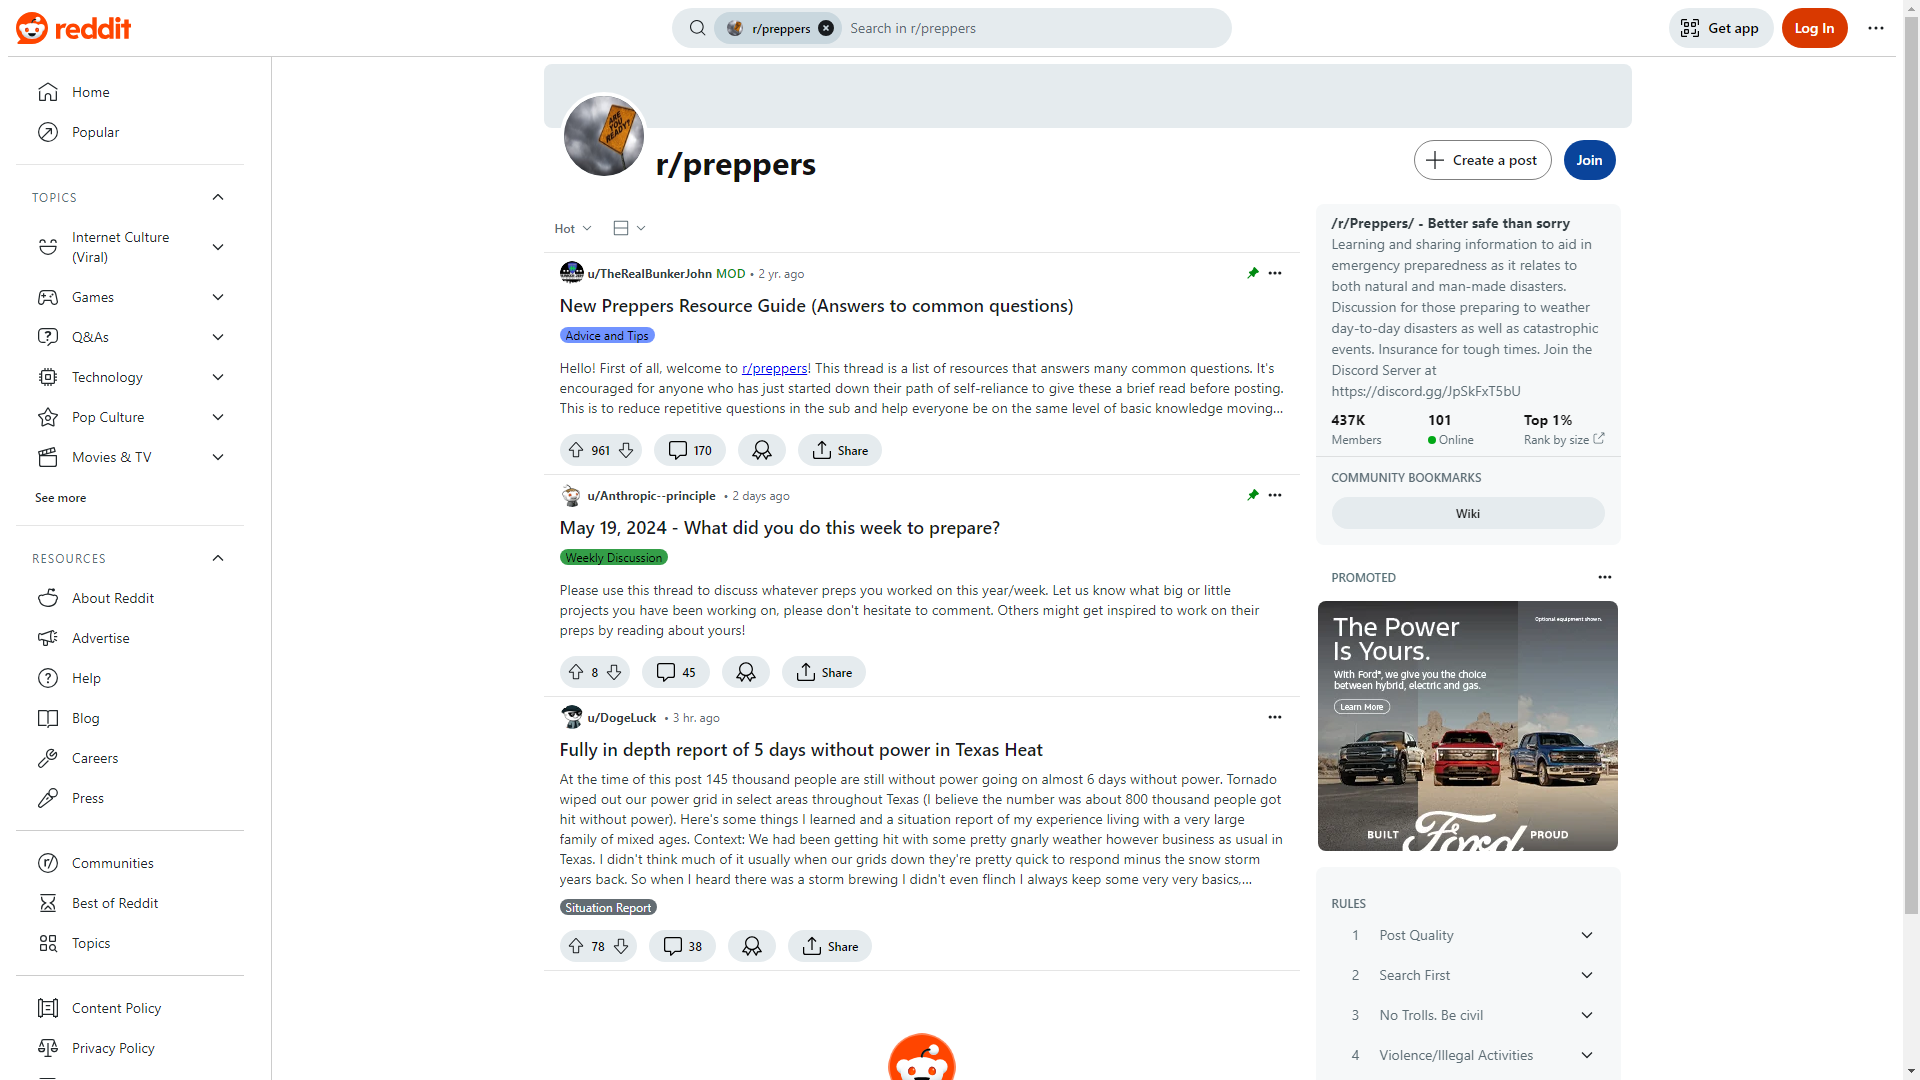 reddit
r/preppers
Search in r/preppers
Get app
Log In
Home
Popular
TOPICS
Internet Culture
(Viral)
Games
Q&As
Technology
Pop Culture
Movies & TV
See more
RESOURCES
About Reddit
Advertise
Help
Blog
Careers
Press
Communities
Best of Reddit
Topics
Content Policy
Privacy Policy
ARE
YOU
READY?
r/preppers
Create a post
Join
Hot
u/TheRealBunkerJohn MOD • 2 yr. ago
New Preppers Resource Guide (Answers to common questions)
Advice and Tips
Hello! First of all, welcome to r/preppers! This thread is a list of resources that answers many common questions. It's
encouraged for anyone who has just started down their path of self-reliance to give these a brief read before posting.
This is to reduce repetitive questions in the sub and help everyone be on the same level of basic knowledge moving...
961
170
Share
u/Anthropic--principle • 2 days ago
May 19, 2024 - What did you do this week to prepare?
Weekly Discussion
Please use this thread to discuss whatever preps you worked on this year/week. Let us know what big or little
projects you have been working on, please don't hesitate to comment. Others might get inspired to work on their
preps by reading about yours!
8
45
Share
u/DogeLuck • 3 hr. ago
Fully in depth report of 5 days without power in Texas Heat
At the time of this post 145 thousand people are still without power going on almost 6 days without power. Tornado
wiped out our power grid in select areas throughout Texas (I believe the number was about 800 thousand people got
hit without power). Here's some things I learned and a situation report of my experience living with a very large
family of mixed ages. Context: We had been getting hit with some pretty gnarly weather however business as usual in
Texas. I didn't think much of it usually when our grids down they're pretty quick to respond minus the snow storm
years back. So when I heard there was a storm brewing I didn't even flinch I always keep some very very basics,...
Situation Report
78
38
Share
/r/Preppers/ - Better safe than sorry
Learning and sharing information to aid in
emergency preparedness as it relates to
both natural and man-made disasters.
Discussion for those preparing to weather
day-to-day disasters as well as catastrophic
events. Insurance for tough times. Join the
Discord Server at
https://discord.gg/JpSkFxT5bU
437K
Members
101
Online
Top 1%
Rank by size
COMMUNITY BOOKMARKS
Wiki
PROMOTED
The Power
Is Yours.
Optional equipment shown.
With Ford®, we give you the choice
between hybrid, electric and gas.
Learn More
BUILT Ford PROUD
RULES
1 Post Quality
2 Search First
3 No Trolls. Be civil
4 Violence/Illegal Activities